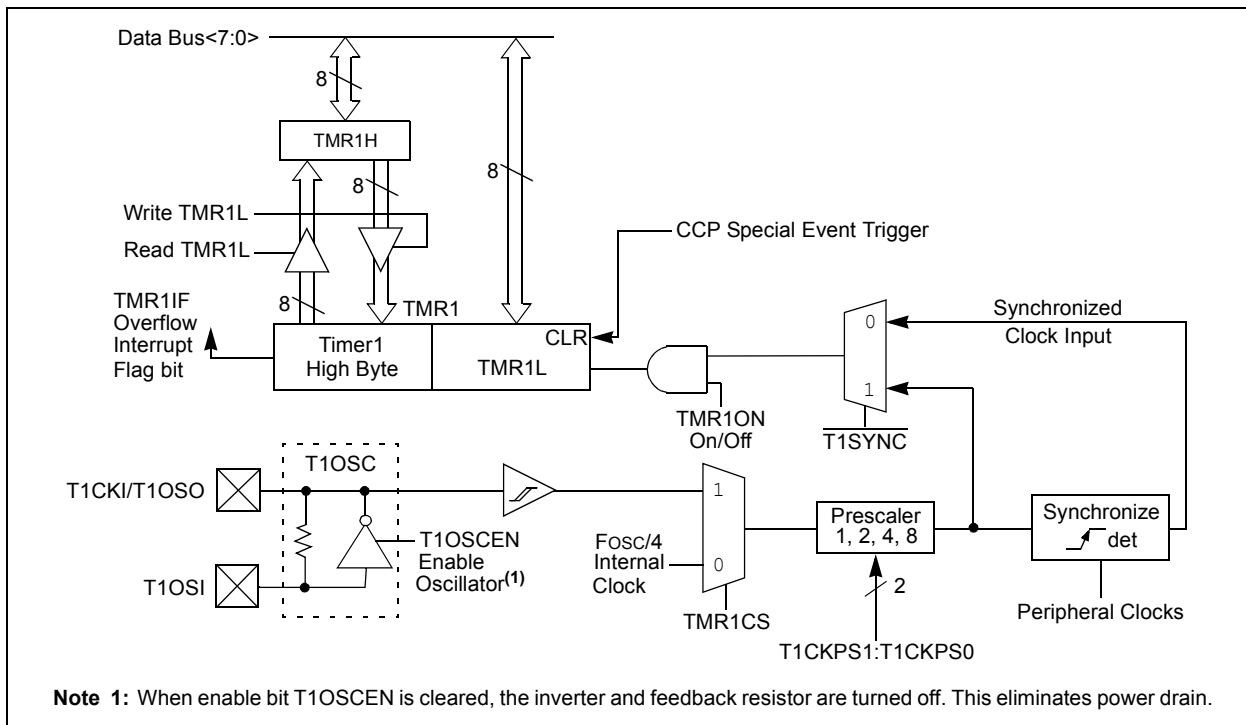 Data Bus<7:0>
8
TMR1H
8
8
Write TMR1L
CCP Special Event Trigger
Read TMR1L
8
TMR1
TMR1IF
Overflow
Interrupt
Flag bit
CLR
Timer1
High Byte
TMR1L
0
Synchronized
Clock Input
1
TMR1ON
On/Off
T1SYNC
T1OSC
T1CKI/T1OSO
1
Prescaler
1, 2, 4, 8
Synchronize
det
T1OSCEN
Enable
Oscillator(1)
FOSC/4
Internal
Clock
0
T1OSI
2
TMR1CS
Peripheral Clocks
T1CKPS1:T1CKPS0
Note 1: When enable bit T1OSCEN is cleared, the inverter and feedback resistor are turned off. This eliminates power drain.